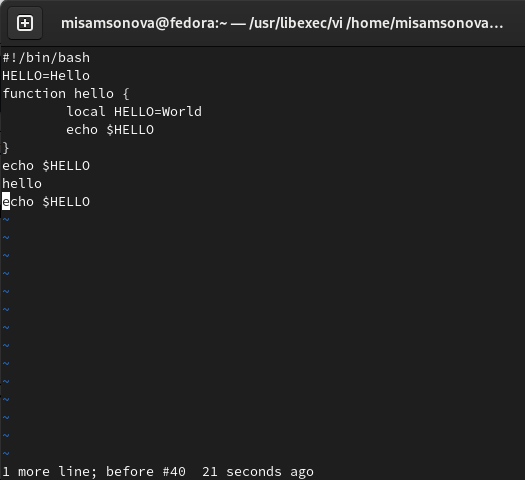 misamsonova@fedora:~ — /usr/libexec/vi /home/misamsonova...
#!/bin/bash
HELLO=Hello
function hello {
        local HELLO=World
        echo $HELLO
}
echo $HELLO
hello
echo $HELLO
~
~
~
~
~
~
~
~
~
~
~
~
~
~
1 more line; before #40  21 seconds ago